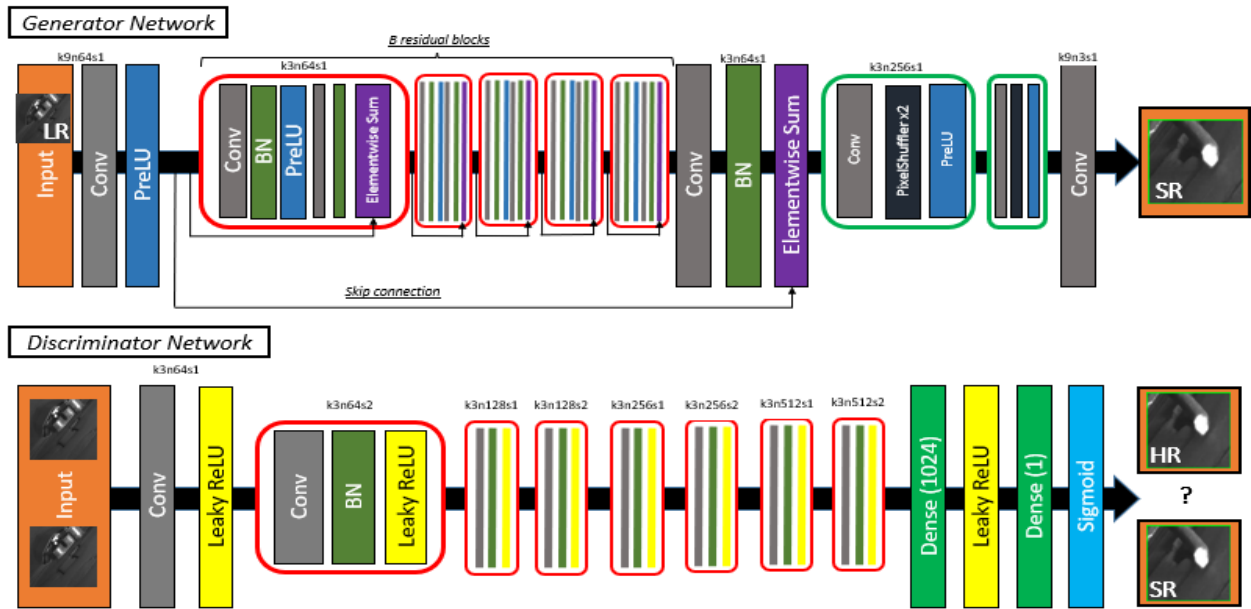 Generator Network
B residual blocks
k9n64s1
k3n64s1
k3n64s1
k3n256s1
k9n3s1
LR
Input
Conv
PreLU
Conv
BN
PreLU
Elementwise Sum
Conv
BN
Elementwise Sum
Conv
PixelShuffler x2
PreLU
Conv
SR
Skip connection
Discriminator Network
k3n64s1
k3n64s2
k3n128s1
k3n128s2
k3n256s1
k3n256s2
k3n512s1
k3n512s2
Input
Conv
Leaky ReLU
Conv
BN
Leaky ReLU
Dense (1024)
Leaky ReLU
Dense (1)
Sigmoid
HR
?
SR